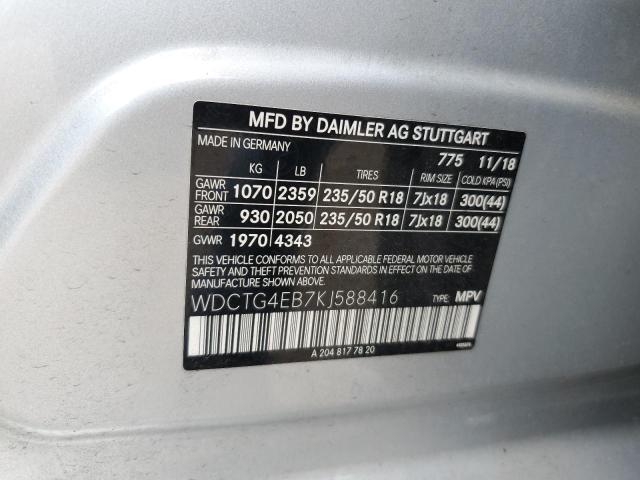 MFD BY DAIMLER AG STUTTGART
MADE IN GERMANY 775 11/18
KG LB TIRES RIM SIZE COLD KPA (PSI)
GAWR FRONT 1070 2359 235/50 R18 7Jx18 300(44)
GAWR REAR 930 2050 235/50 R18 7Jx18 300(44)
GVWR 1970 4343
THIS VEHICLE CONFORMS TO ALL APPLICABLE FEDERAL MOTOR VEHICLE
SAFETY AND THEFT PREVENTION STANDARDS IN EFFECT ON THE DATE OF
MANUFACTURE SHOWN ABOVE.
WDCTG4EB7KJ588416 TYPE: MPV
A 204 817 78 20